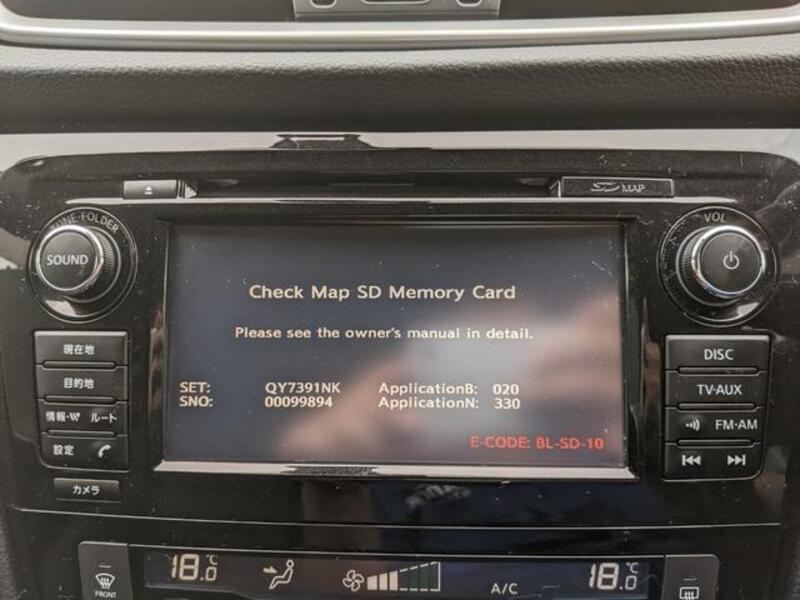 SD MAP
TUNE·FOLDER
SOUND
VOL
Check Map SD Memory Card
Please see the owner's manual in detail.
SET: QY7391NK ApplicationB: 020
SNO: 00099894 ApplicationN: 330
E-CODE: BL-SD-10
現在地
目的地
情報·VV ルート
設定
カメラ
DISC
TV·AUX
FM·AM
18.0 °C
A/C
18.0 °C
FRONT